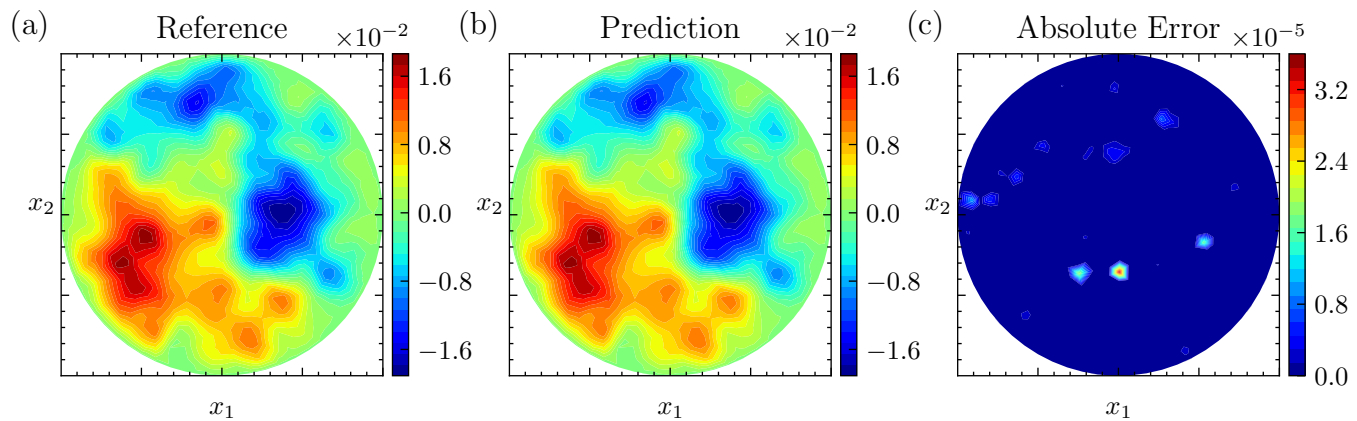 (a) Reference ×10⁻²
1.6
0.8
0.0
−0.8
−1.6
x₂
x₁
(b) Prediction ×10⁻²
1.6
0.8
0.0
−0.8
−1.6
x₂
x₁
(c) Absolute Error ×10⁻⁵
3.2
2.4
1.6
0.8
0.0
x₂
x₁